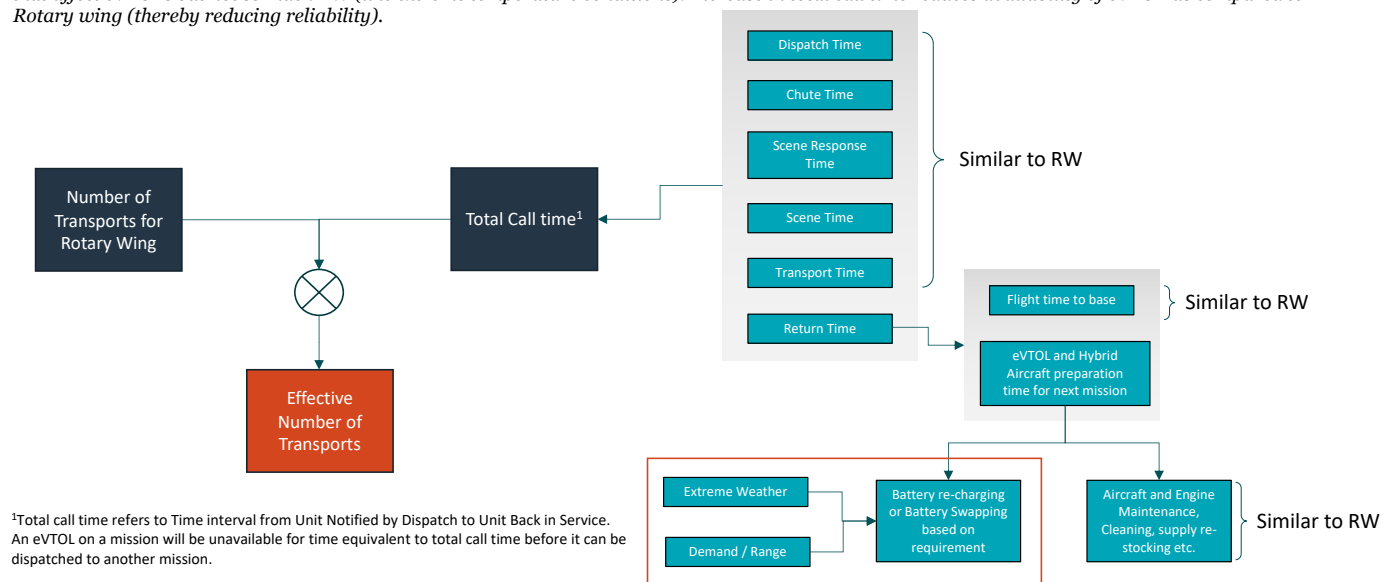 Rotary wing (thereby reducing reliability).
Dispatch Time
Chute Time
Scene Response
Time
Scene Time
Transport Time
Return Time
Similar to RW
Number of
Transports for
Rotary Wing
Total Call time1
Effective
Number of
Transports
Flight time to base
Similar to RW
eVTOL and Hybrid
Aircraft preparation
time for next mission
Extreme Weather
Demand / Range
Battery re-charging
or Battery Swapping
based on
requirement
Aircraft and Engine
Maintenance,
Cleaning, supply re-
stocking etc.
Similar to RW
1Total call time refers to Time interval from Unit Notified by Dispatch to Unit Back in Service.
An eVTOL on a mission will be unavailable for time equivalent to total call time before it can be
dispatched to another mission.